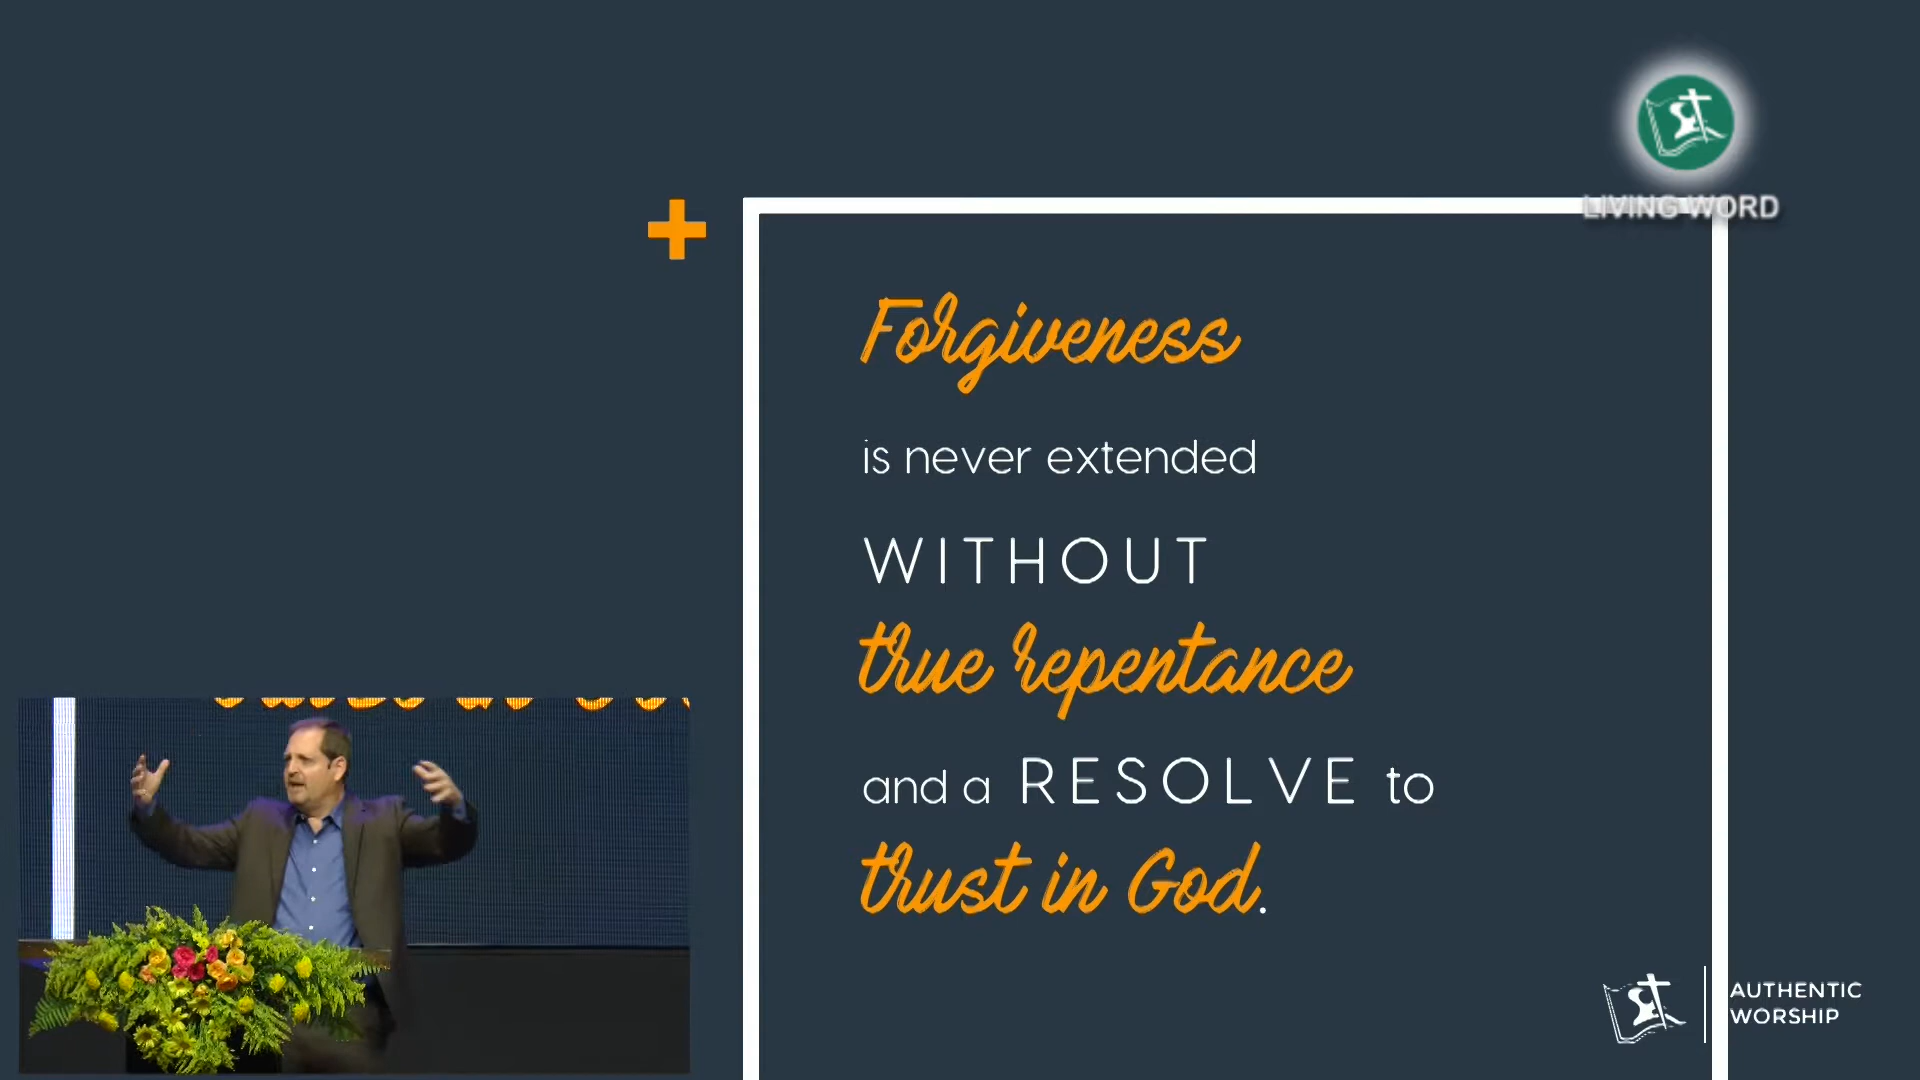 LIVING WORD
Forgiveness
is never extended
WITHOUT
true repentance
and a RESOLVE to
trust in God.
AUTHENTIC
WORSHIP